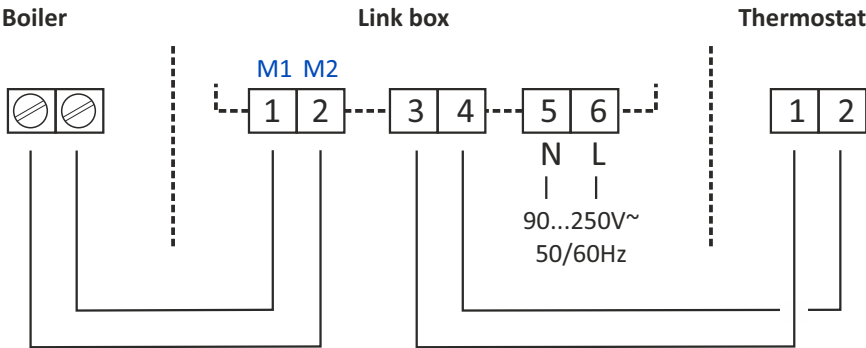 Boiler Link box Thermostat
M1 M2
1 2 3 4 5 6 1 2
N L
90...250V~
50/60Hz